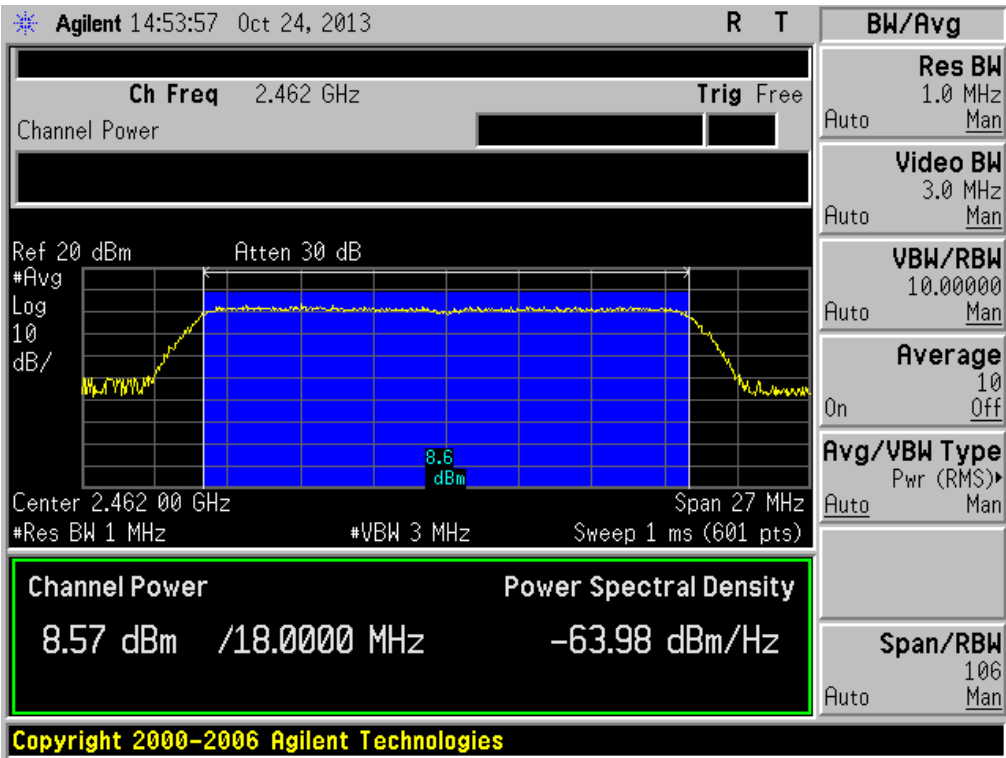 Agilent 14:53:57 Oct 24, 2013 R T
BW/Avg
Ch Freq 2.462 GHz Trig Free
Channel Power
Ref 20 dBm Atten 30 dB
#Avg
Log
10
dB/
8.6
dBm
Center 2.462 00 GHz Span 27 MHz
#Res BW 1 MHz #VBW 3 MHz Sweep 1 ms (601 pts)
Channel Power Power Spectral Density
8.57 dBm /18.0000 MHz -63.98 dBm/Hz
Res BW
1.0 MHz
Auto Man
Video BW
3.0 MHz
Auto Man
VBW/RBW
10.00000
Auto Man
Average
10
On Off
Avg/VBW Type
Pwr (RMS)▸
Auto Man
Span/RBW
106
Auto Man
Copyright 2000-2006 Agilent Technologies